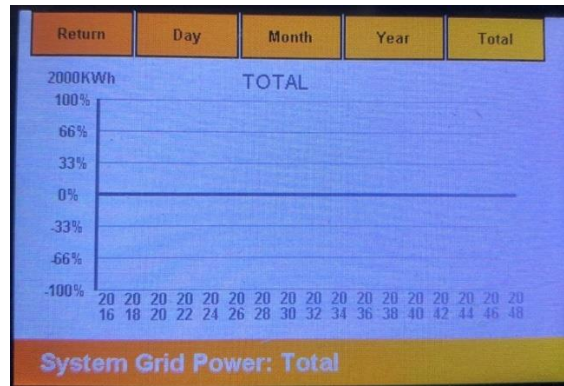 Return Day Month Year Total
2000KWh TOTAL
100%
66%
33%
0%
-33%
-66%
-100%
20 20 20 20 20 20 20 20 20 20 20 20 20 20 20 20 20
16 18 20 22 24 26 28 30 32 34 36 38 40 42 44 46 48
System Grid Power: Total